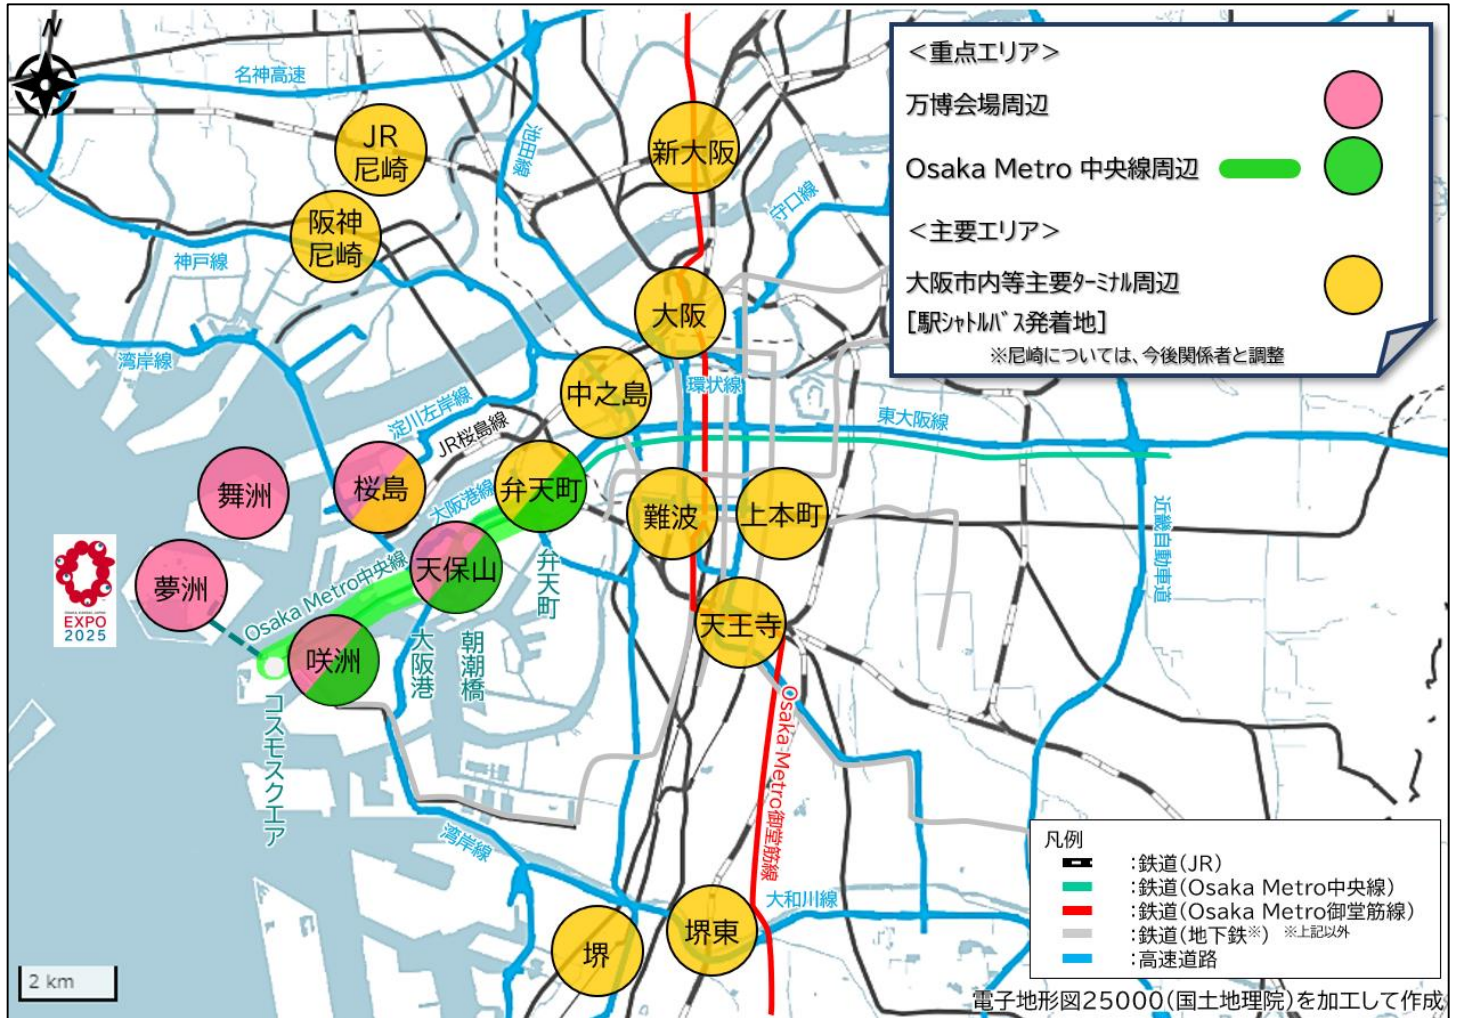 N
名神高速
池田線
JR
尼崎
新大阪
阪神
尼崎
守口線
神戸線
大阪
湾岸線
中之島
環状線
淀川左岸線
JR桜島線
東大阪線
舞洲
桜島
大阪港線
弁天町
難波
上本町
近畿自動車道
EXPO
2025
夢洲
Osaka Metro中央線
天保山
弁天町
咲洲
大阪港
朝潮橋
天王寺
コスモスクエア
Osaka Metro御堂筋線
湾岸線
大和川線
堺
堺東
2 km
<重点エリア>
万博会場周辺
Osaka Metro 中央線周辺
<主要エリア>
大阪市内等主要ターミナル周辺
[駅シャトルバス発着地]
※尼崎については、今後関係者と調整
凡例
:鉄道(JR)
:鉄道(Osaka Metro中央線)
:鉄道(Osaka Metro御堂筋線)
:鉄道(地下鉄※) ※上記以外
:高速道路
電子地形図25000(国土地理院)を加工して作成